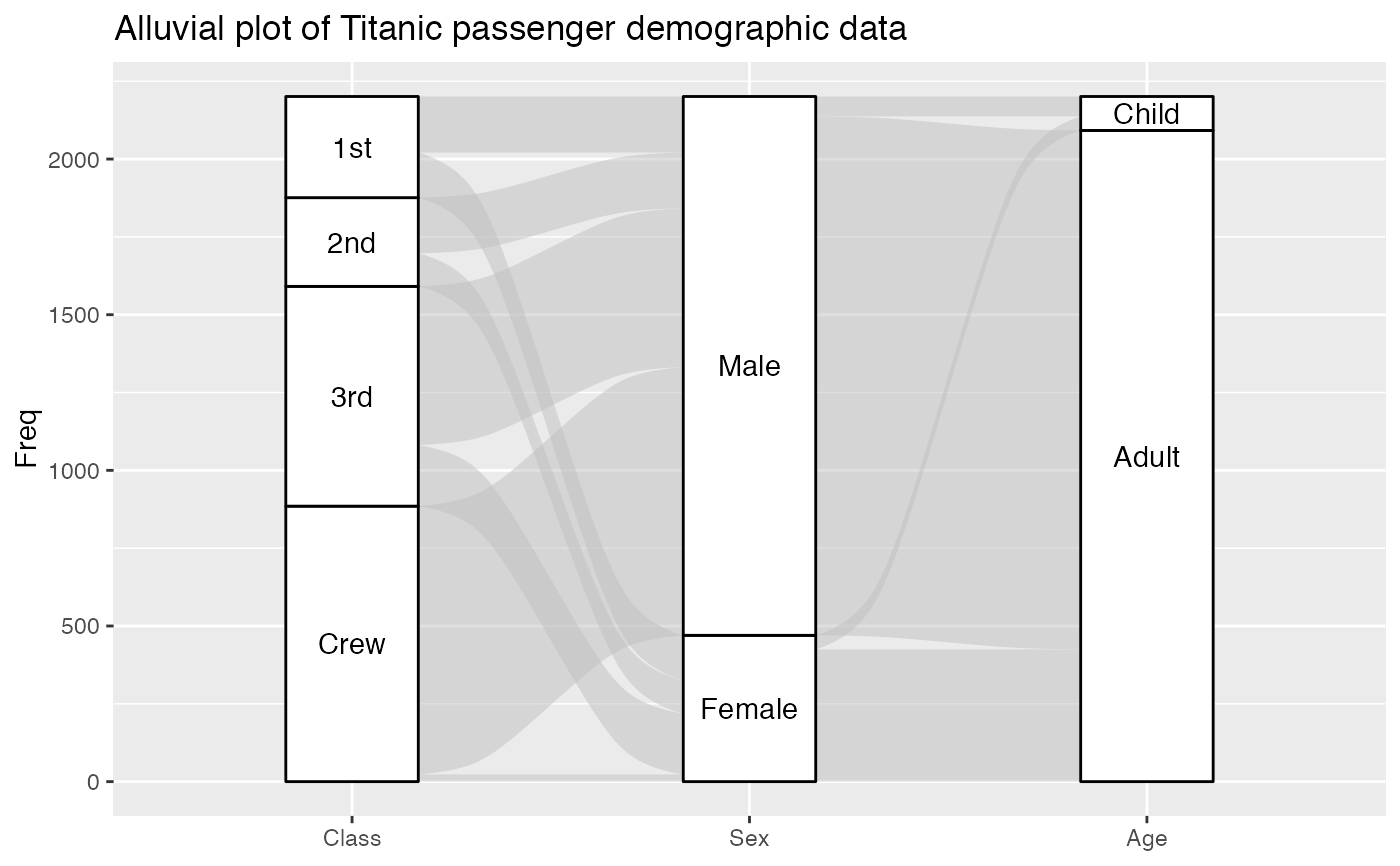 Alluvial plot of Titanic passenger demographic data
Freq
2000
1500
1000
500
0
1st
2nd
3rd
Crew
Male
Female
Child
Adult
Class
Sex
Age